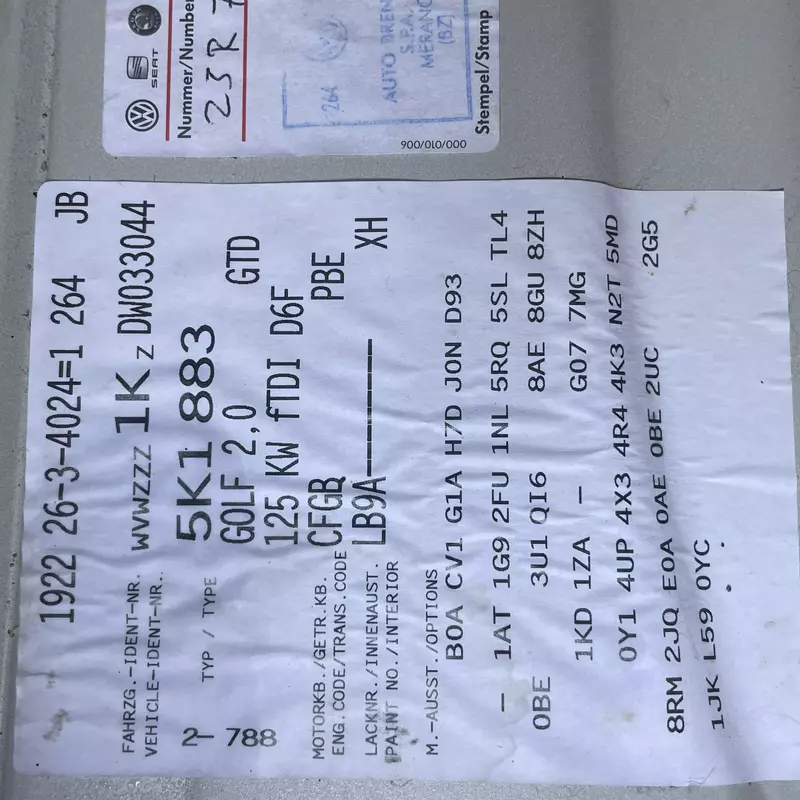 SEAT
Nummer/Number
23R 7
264
AUTO BREN
S.P.A.
MERANO
(BZ)
Stempel/Stamp
900/010/000
1922 26-3-4024=1 264 JB
FAHRZG.-IDENT-NR.
VEHICLE-IDENT-NR.
WVWZZZ 1K Z DW033044
TYP / TYPE
5K1 883
788
GOLF 2,0 GTD
125 KW fTDI D6F
MOTORKB./GETR.KB.
ENG.CODE/TRANS.CODE
CFGB PBE
LACKNR./INNENAUST.
PAINT NO./INTERIOR
LB9A XH
M.-AUSST./OPTIONS
B0A CV1 G1A H7D J0N D93
- 1AT 1G9 2FU 1NL 5RQ 5SL TL4
0BE 3U1 QI6 8AE 8GU 8ZH
1KD 1ZA - G07 7MG
0Y1 4UP 4X3 4R4 4K3 N2T 5MD
8RM 2JQ E0A 0AE 0BE 2UC 2G5
1JK L59 0YC